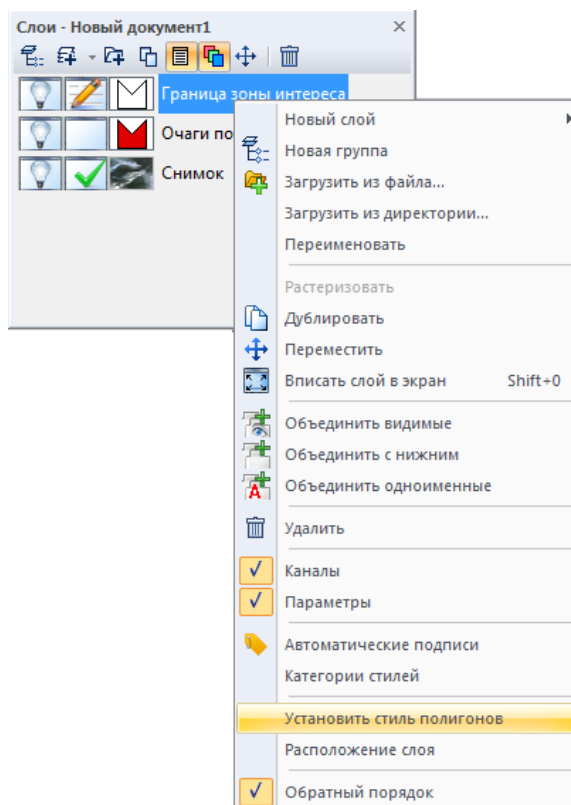 Слои - Новый документ1
Граница зоны интереса
Очаги по
Снимок
Новый слой
Новая группа
Загрузить из файла...
Загрузить из директории...
Переименовать
Растеризовать
Дублировать
Переместить
Вписать слой в экран Shift+0
Объединить видимые
Объединить с нижним
Объединить одноименные
Удалить
Каналы
Параметры
Автоматические подписи
Категории стилей
Установить стиль полигонов
Расположение слоя
Обратный порядок